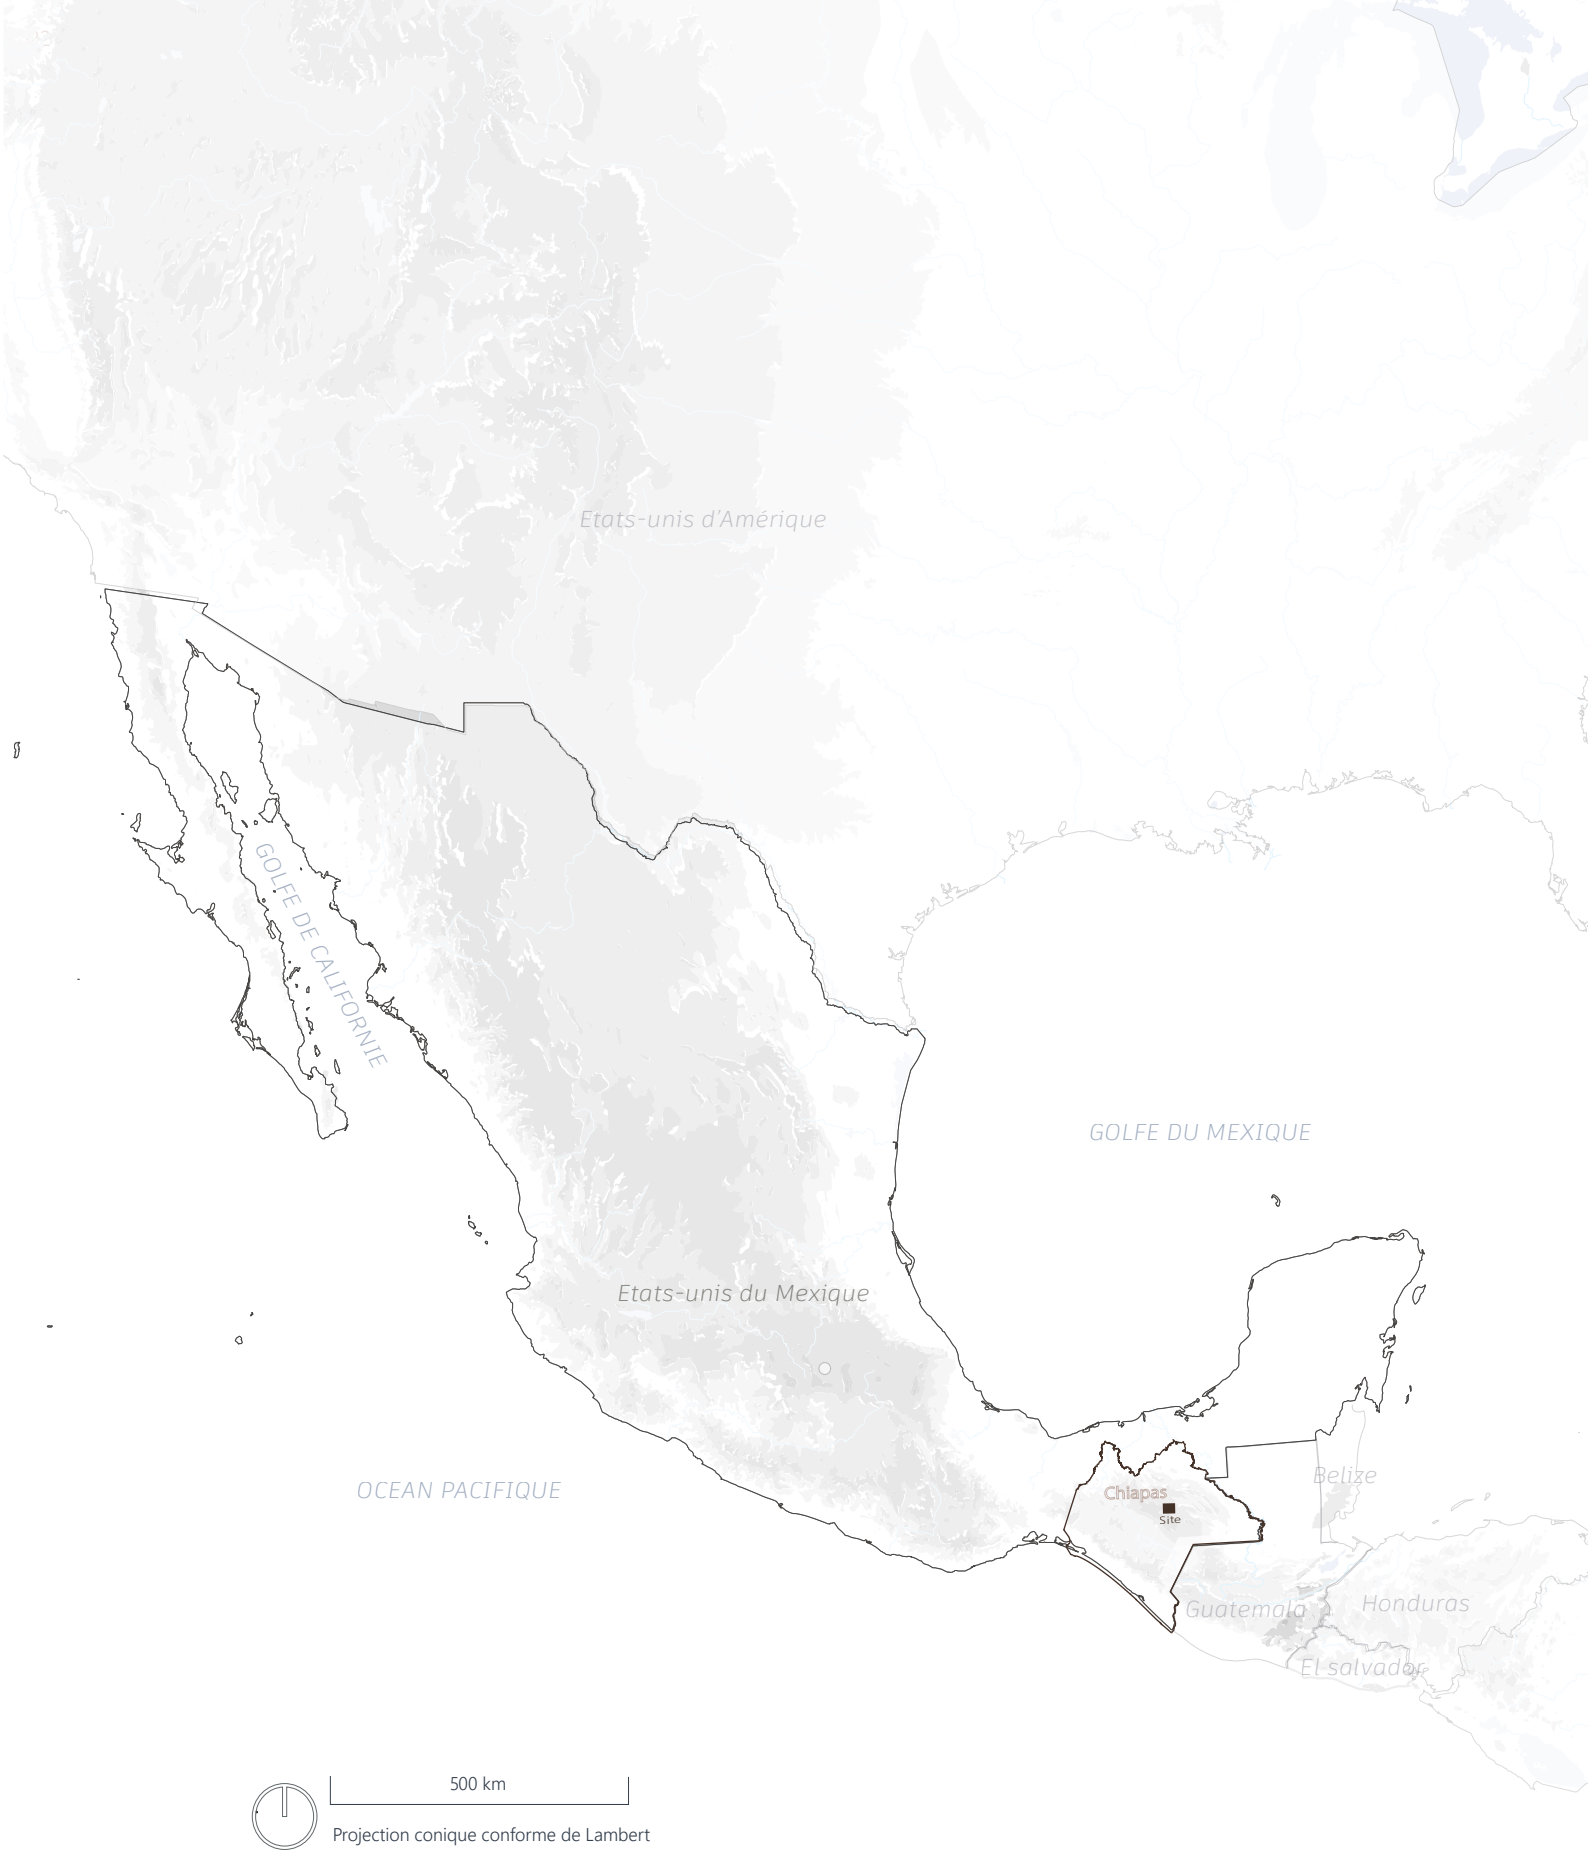 Etats-unis d'Amérique
GOLFE DE CALIFORNIE
GOLFE DU MEXIQUE
Etats-unis du Mexique
OCEAN PACIFIQUE
Belize
Chiapas
Site
Guatemala
Honduras
El salvador
500 km
Projection conique conforme de Lambert